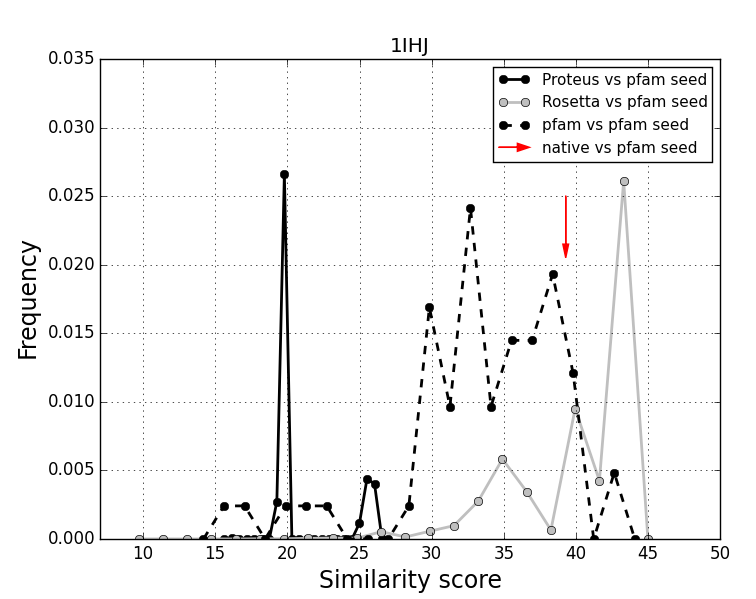 1IHJ
0.035
0.030
0.025
0.020
0.015
0.010
0.005
0.000
Frequency
Proteus vs pfam seed
Rosetta vs pfam seed
pfam vs pfam seed
native vs pfam seed
10 15 20 25 30 35 40 45 50
Similarity score